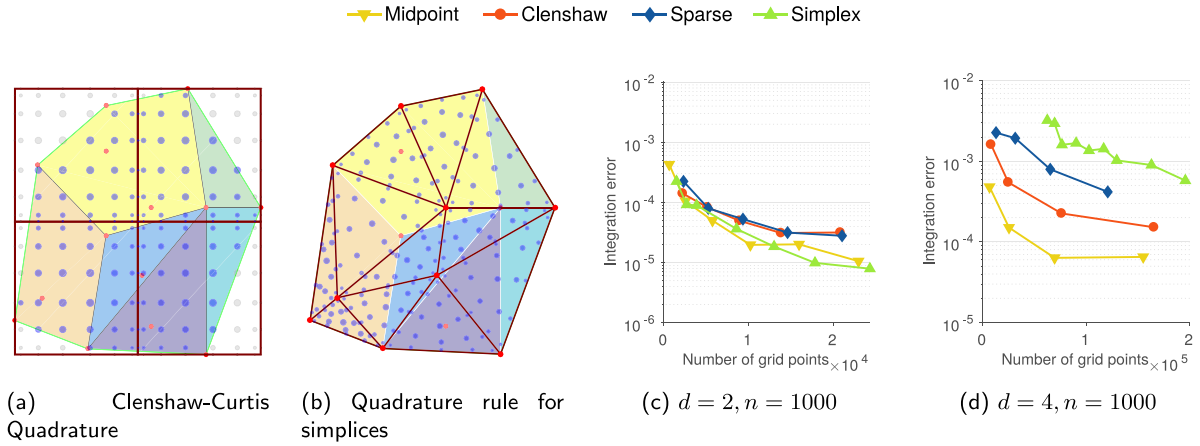 Midpoint Clenshaw Sparse Simplex
10^-2
10^-3
10^-4
10^-5
10^-6
Integration error
0 1 2
Number of grid points ×10^4
10^-2
10^-3
10^-4
10^-5
Integration error
0 1 2
Number of grid points ×10^5
(a) Clenshaw-Curtis
Quadrature
(b) Quadrature rule for
simplices
(c) d = 2, n = 1000
(d) d = 4, n = 1000